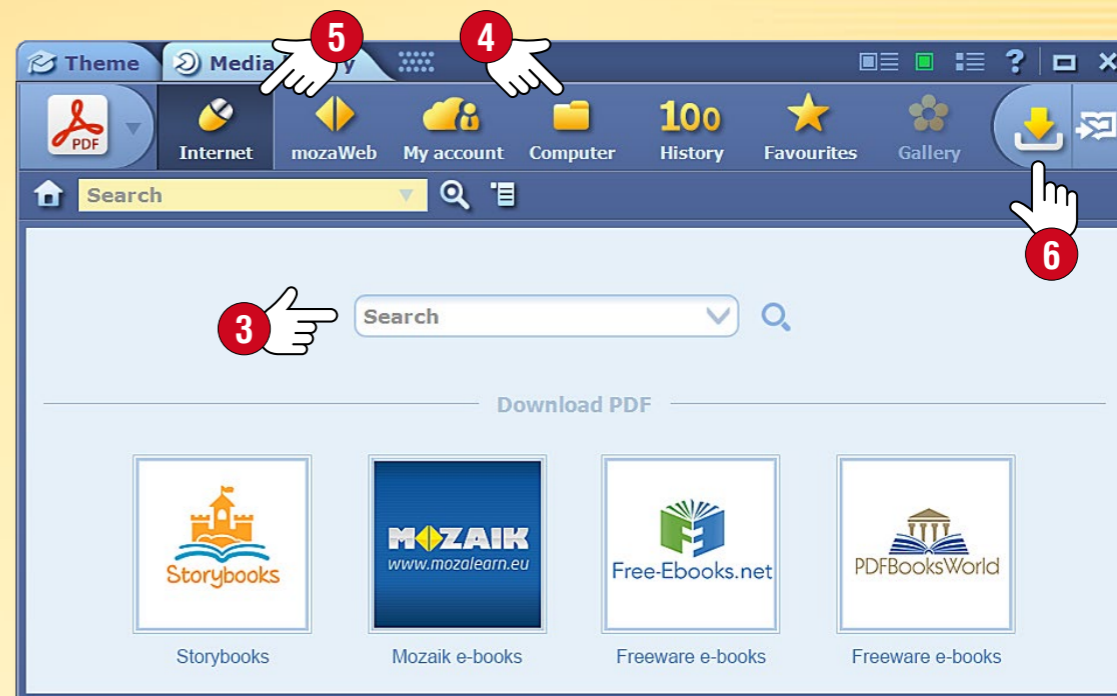 5
4
Theme
Media
y
?
PDF
Internet
mozaWeb
My account
Computer
100
History
Favourites
Gallery
Search
6
3
Search
Download PDF
Storybooks
MOZAIK
www.mozalearn.eu
Free-Ebooks.net
PDFBooksWorld
Storybooks
Mozaik e-books
Freeware e-books
Freeware e-books